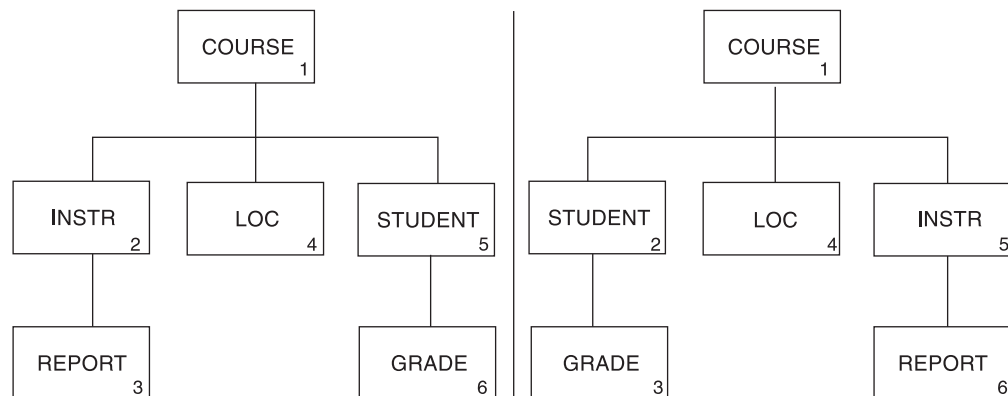 COURSE
1
INSTR
2
LOC
4
STUDENT
5
REPORT
3
GRADE
6
COURSE
1
STUDENT
2
LOC
4
INSTR
5
GRADE
3
REPORT
6